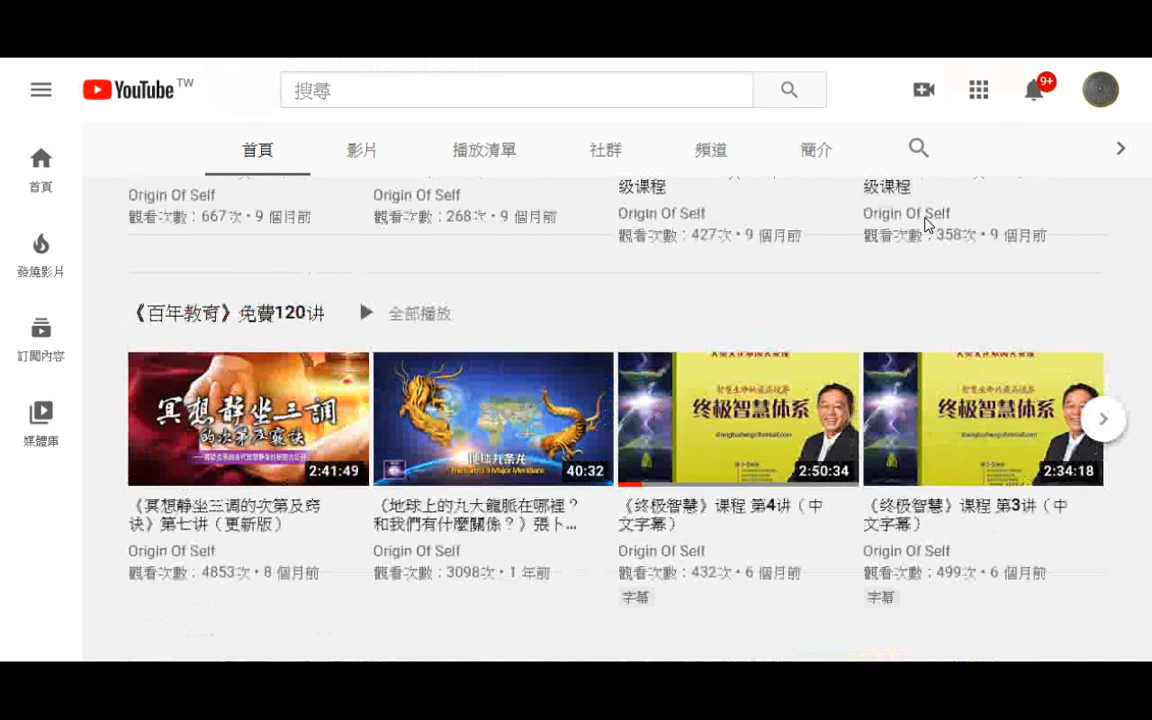 YouTube TW
搜尋
9+
首頁
影片
播放清單
社群
頻道
簡介
首頁
發燒影片
訂閱內容
媒體庫
Origin Of Self
觀看次數：667次・9 個月前
Origin Of Self
觀看次數：268次・9 個月前
级课程
Origin Of Self
觀看次數：427次・9 個月前
级课程
Origin Of Self
觀看次數：358次・9 個月前
《百年教育》免費120讲
全部播放
冥想静坐三调
的次第及窍诀
2:41:49
《冥想静坐三调的次第及窍
诀》第七讲（更新版）
Origin Of Self
觀看次數：4853次・8 個月前
地球九条龙
The Earth's 9 Major Meridians
40:32
《地球上的九大龍脈在哪裡？
和我們有什麼關係？》張卜...
Origin Of Self
觀看次數：3098次・1 年前
终极智慧体系
2:50:34
《终极智慧》课程 第4讲（中
文字幕）
Origin Of Self
觀看次數：432次・6 個月前
字幕
终极智慧体系
2:34:18
《终极智慧》课程 第3讲（中
文字幕）
Origin Of Self
觀看次數：499次・6 個月前
字幕